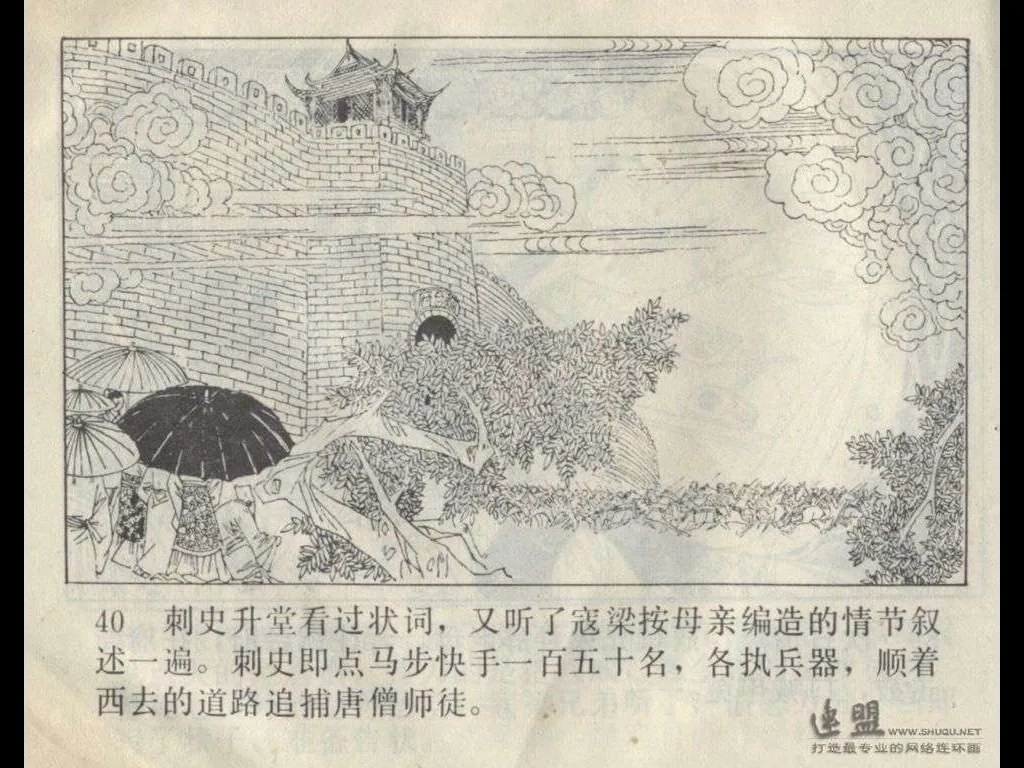 40 刺史升堂看过状词，又听了寇梁按母亲编造的情节叙
述一遍。刺史即点马步快手一百五十名，各执兵器，顺着
西去的道路追捕唐僧师徒。
连盟 WWW.SHUQU.NET
打造最专业的网络连环画